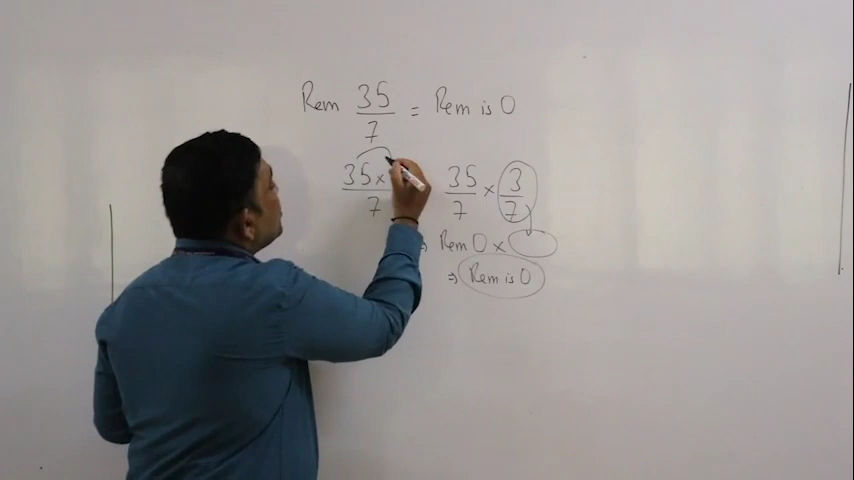 Rem 35/7 = Rem is 0
35 ×/7 35/7 × 3/7
⇒ Rem 0 ×
⇒ Rem is 0